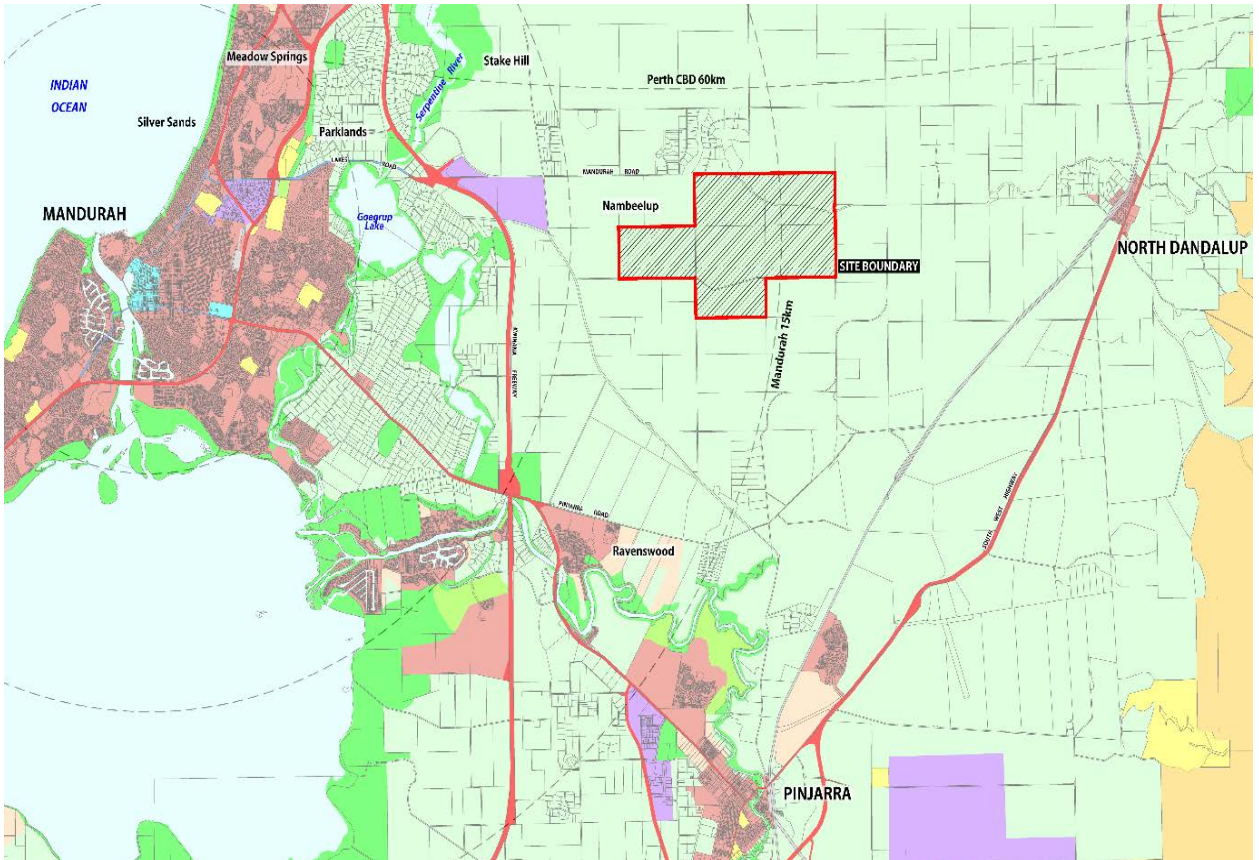 Meadow Springs
Stake Hill
INDIAN
OCEAN
Serpentine River
Perth CBD 60km
Silver Sands
Parklands
LAKES ROAD
MANDURAH ROAD
Nambeelup
MANDURAH
Goegrup
Lake
NORTH DANDALUP
SITE BOUNDARY
Mandurah 15km
KWINANA FREEWAY
SOUTH WEST HIGHWAY
PINJARRA ROAD
Ravenswood
PINJARRA